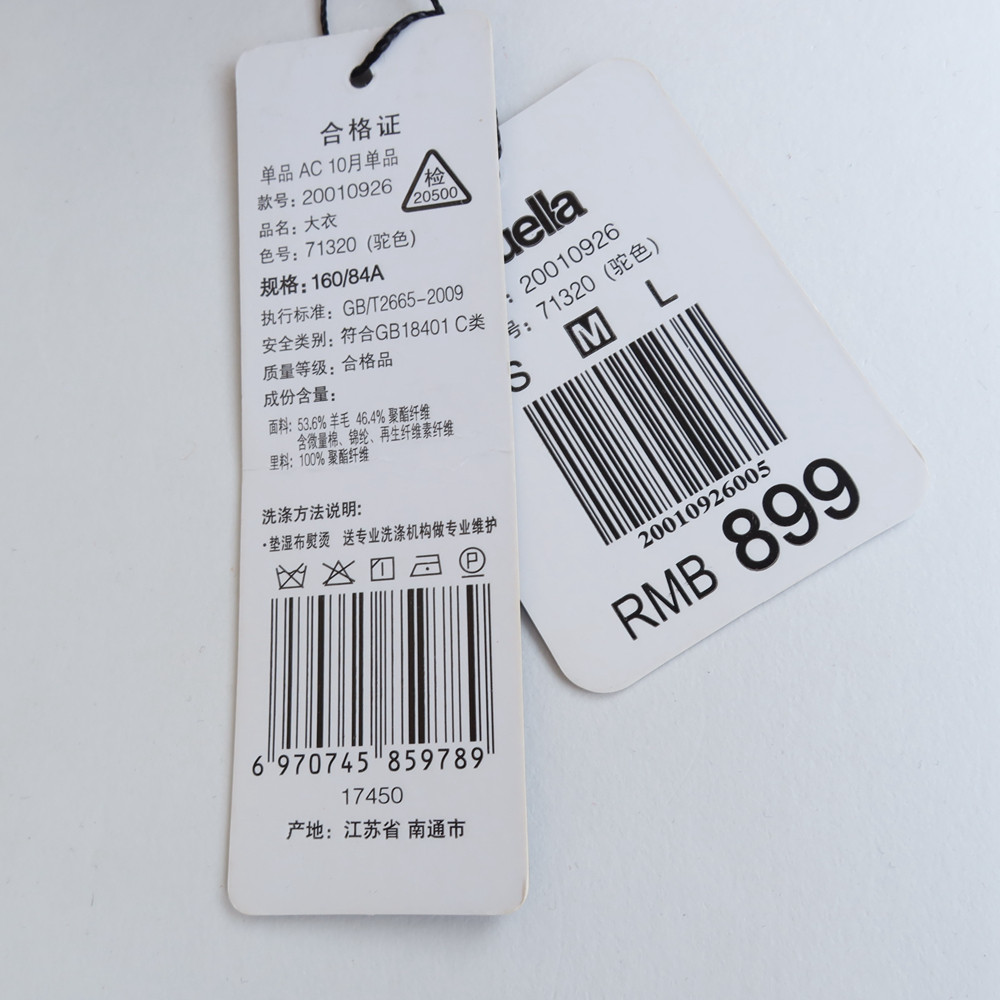 合格证
单品 AC 10月单品
款号: 20010926
检
20500
品名: 大衣
色号: 71320 (驼色)
规格: 160/84A
执行标准: GB/T2665-2009
安全类别: 符合GB18401 C类
质量等级: 合格品
成份含量:
面料: 53.6% 羊毛 46.4% 聚酯纤维
含微量棉、锦纶、再生纤维素纤维
里料: 100% 聚酯纤维
洗涤方法说明:
·垫湿布熨烫 送专业洗涤机构做专业维护
P
6 970745 859789
17450
产地: 江苏省 南通市
uella
: 20010926
号: 71320 (驼色)
S M L
20010926005
RMB 899